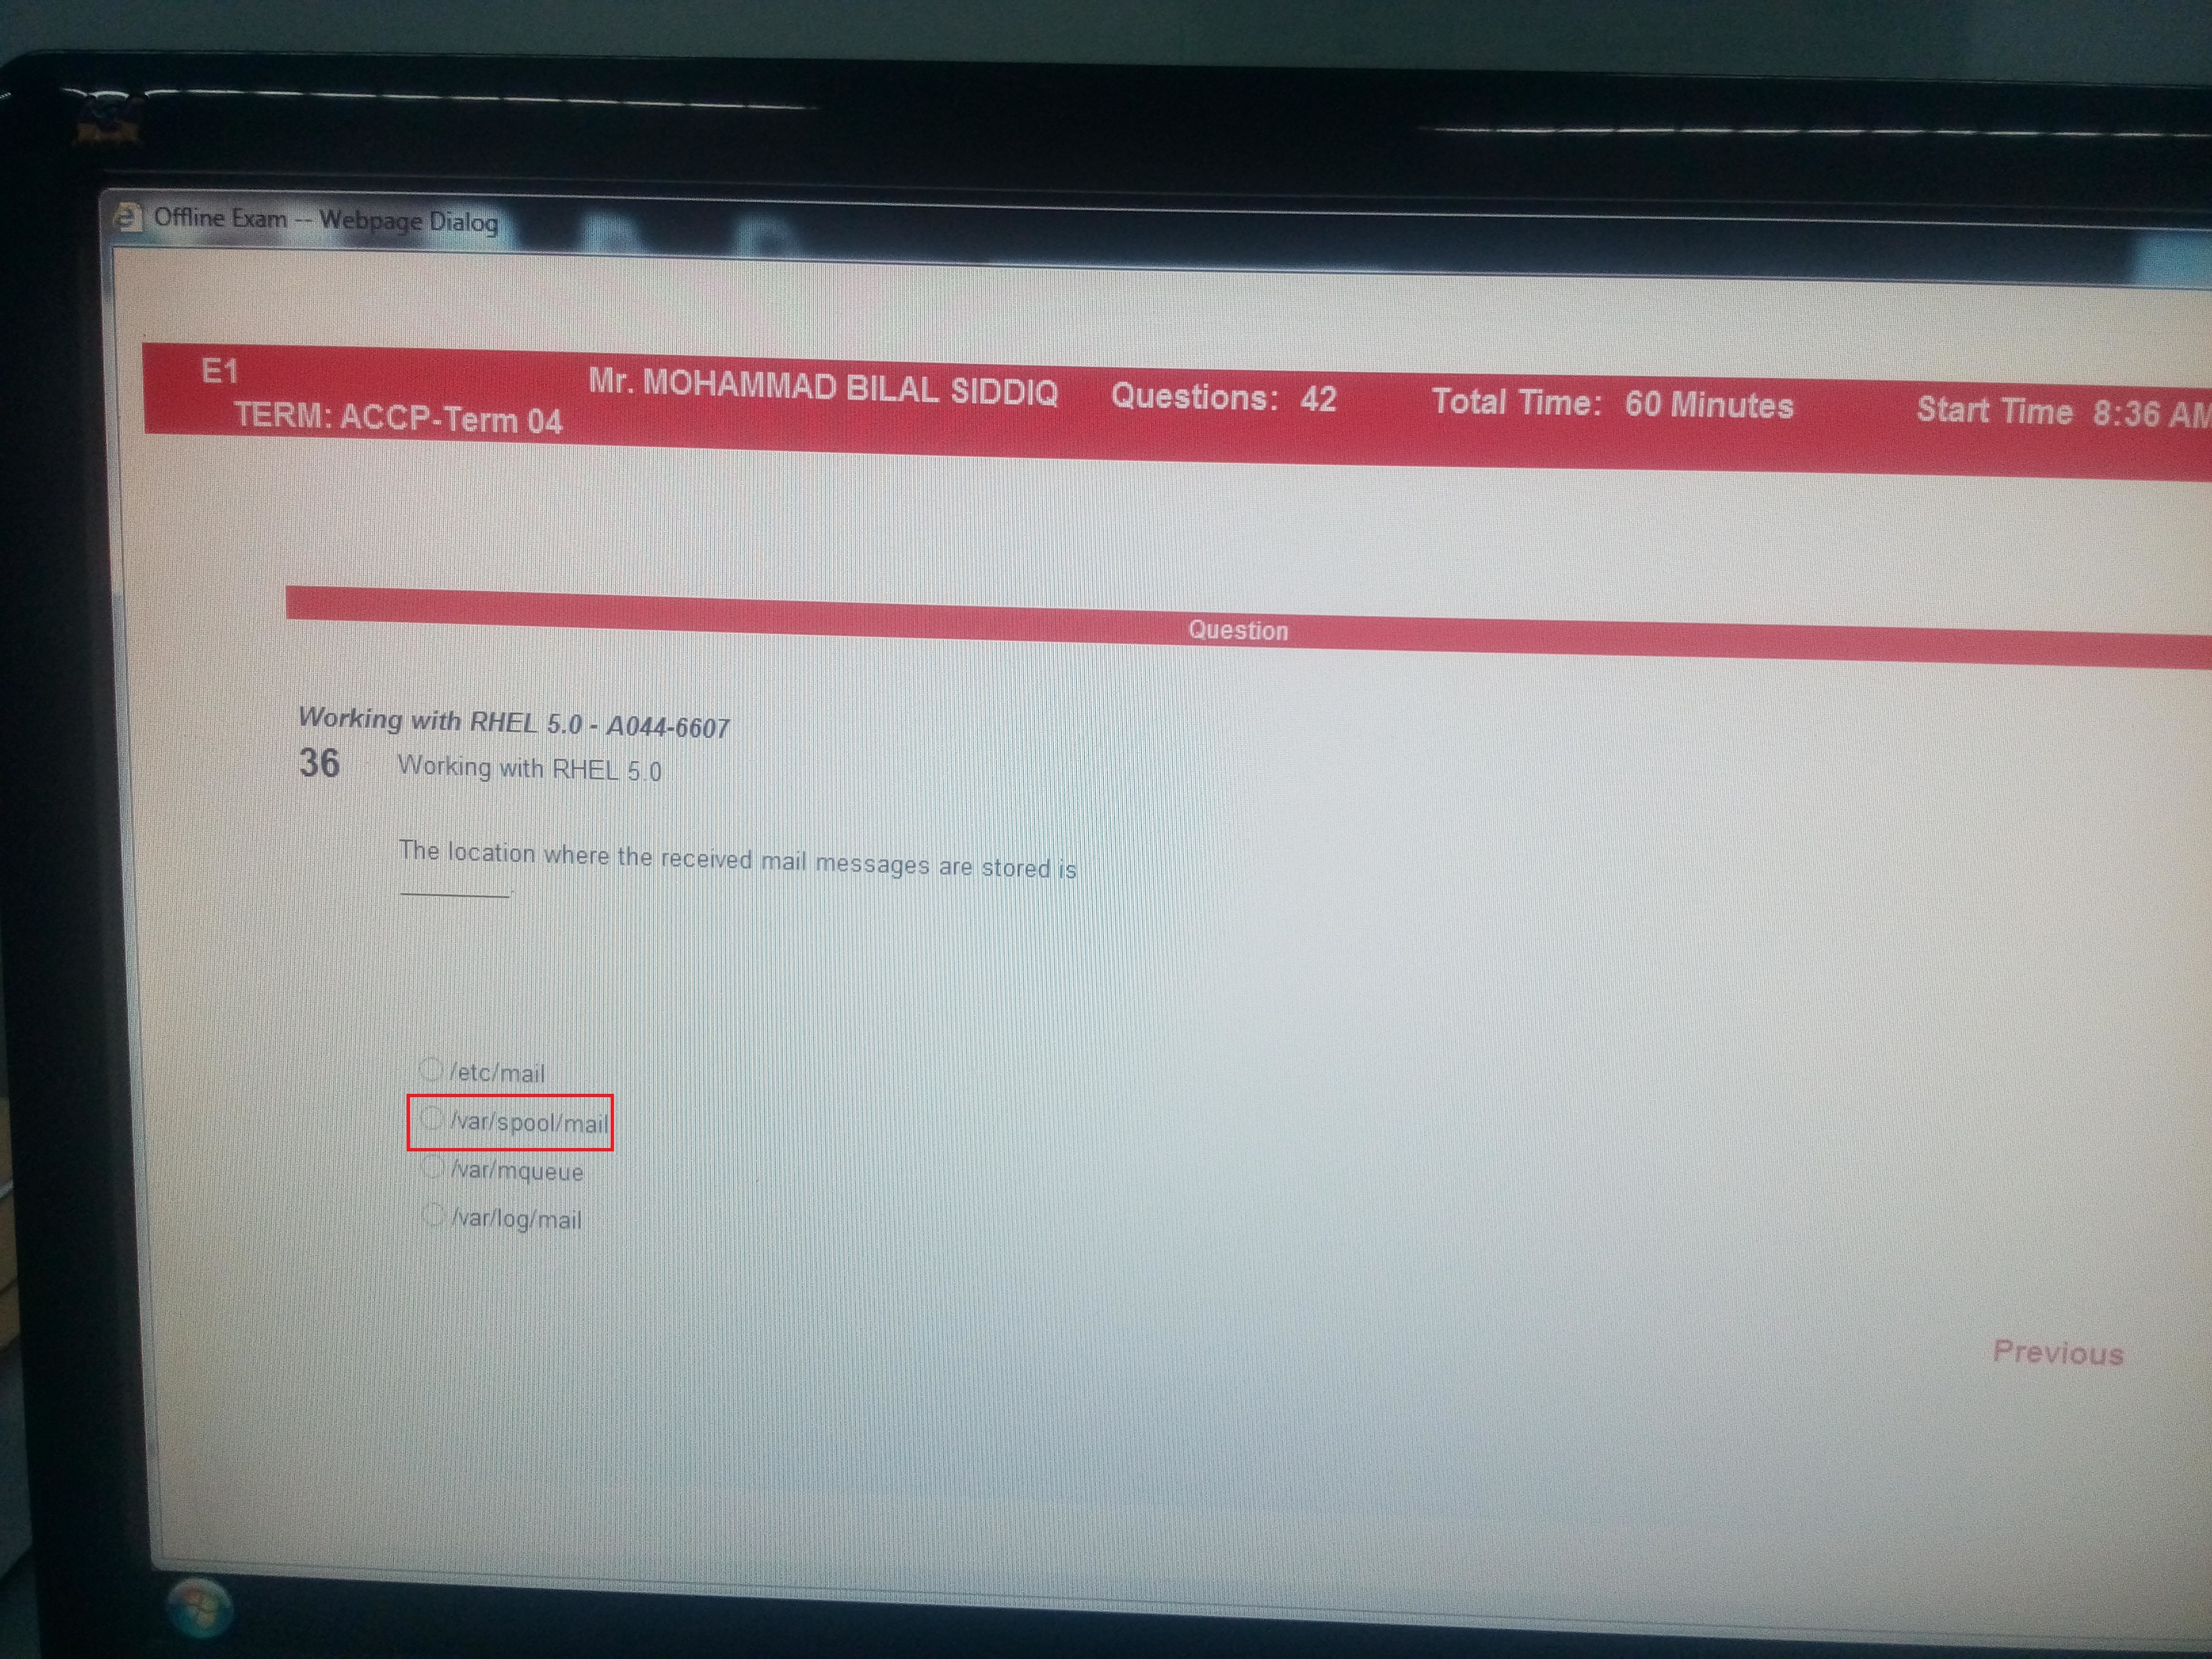 Offline Exam -- Webpage Dialog
E1
Mr. MOHAMMAD BILAL SIDDIQ Questions: 42 Total Time: 60 Minutes Start Time 8:36 AM
TERM: ACCP-Term 04
Question
Working with RHEL 5.0 - A044-6607
36 Working with RHEL 5.0
The location where the received mail messages are stored is
________.
/etc/mail
/var/spool/mail
/var/mqueue
/var/log/mail
Previous